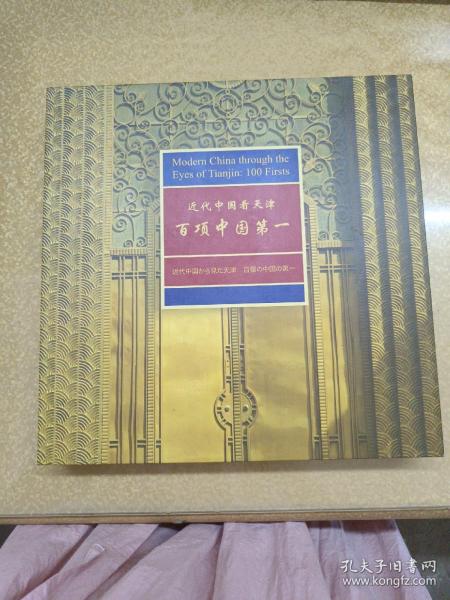 Modern China through the
Eyes of Tianjin: 100 Firsts
近代中国看天津
百项中国第一
近代中国から見た天津 百個の中国の第一
孔夫子旧书网
www.kongfz.com